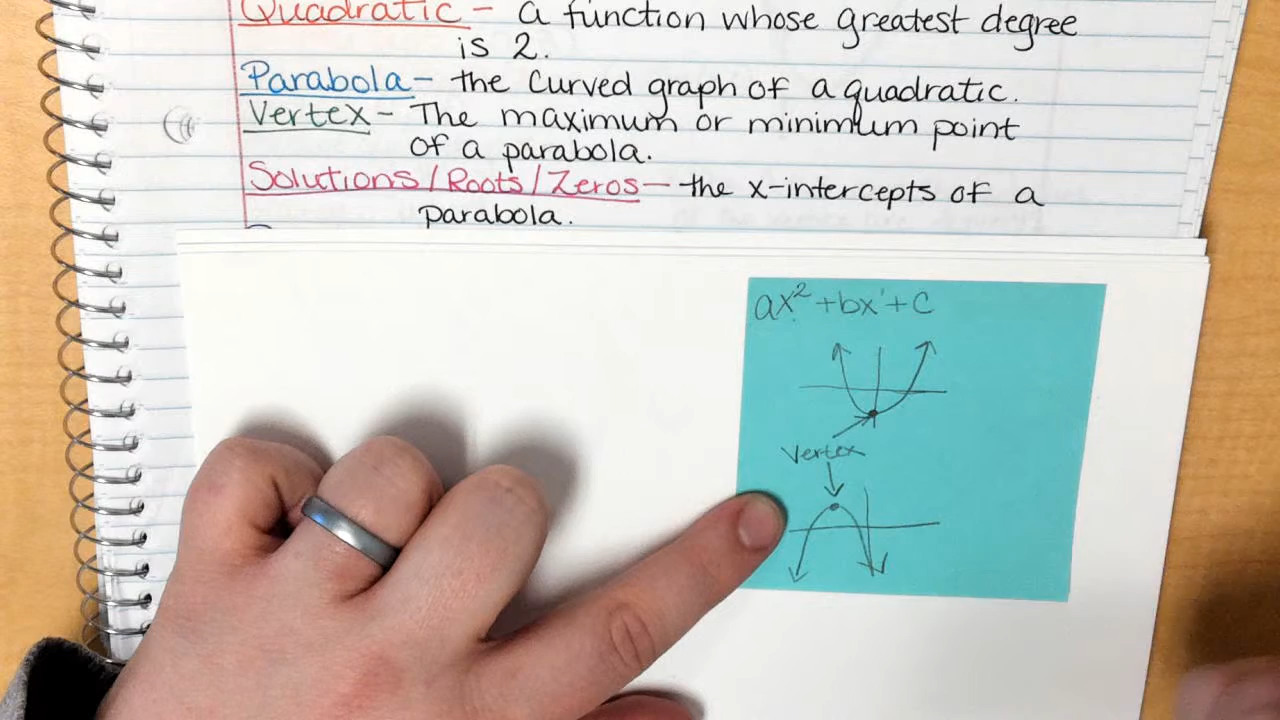 Quadratic - a function whose greatest degree
is 2.
Parabola - the curved graph of a quadratic.
Vertex - The maximum or minimum point
of a parabola.
Solutions/Roots/Zeros - the x-intercepts of a
parabola.
ax² + bx' + c
Vertex